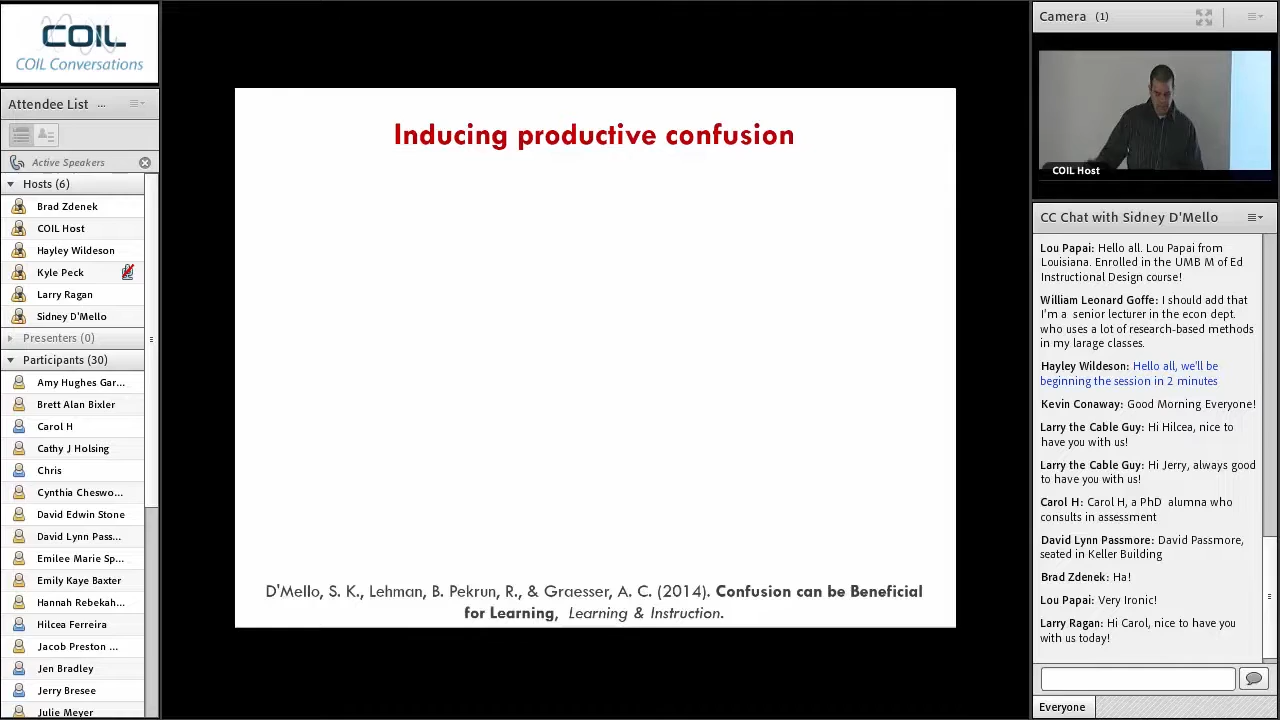 COIL
COIL Conversations
Attendee List ...
Active Speakers
Hosts (6)
Brad Zdenek
COIL Host
Hayley Wildeson
Kyle Peck
Larry Ragan
Sidney D'Mello
Presenters (0)
Participants (30)
Amy Hughes Gar...
Brett Alan Bixler
Carol H
Cathy J Holsing
Chris
Cynthia Cheswo...
David Edwin Stone
David Lynn Pass...
Emilee Marie Sp...
Emily Kaye Baxter
Hannah Rebekah...
Hilcea Ferreira
Jacob Preston ...
Jen Bradley
Jerry Bresee
Julie Meyer
Inducing productive confusion
D'Mello, S. K., Lehman, B. Pekrun, R., & Graesser, A. C. (2014). Confusion can be Beneficial
for Learning, Learning & Instruction.
Camera (1)
COIL Host
CC Chat with Sidney D'Mello
Lou Papai: Hello all. Lou Papai from
Louisiana. Enrolled in the UMB M of Ed
Instructional Design course!
William Leonard Goffe: I should add that
I'm a senior lecturer in the econ dept.
who uses a lot of research-based methods
in my larage classes.
Hayley Wildeson: Hello all, we'll be
beginning the session in 2 minutes
Kevin Conaway: Good Morning Everyone!
Larry the Cable Guy: Hi Hilcea, nice to
have you with us!
Larry the Cable Guy: Hi Jerry, always good
to have you with us!
Carol H: Carol H, a PhD alumna who
consults in assessment
David Lynn Passmore: David Passmore,
seated in Keller Building
Brad Zdenek: Ha!
Lou Papai: Very Ironic!
Larry Ragan: Hi Carol, nice to have you
with us today!
Everyone